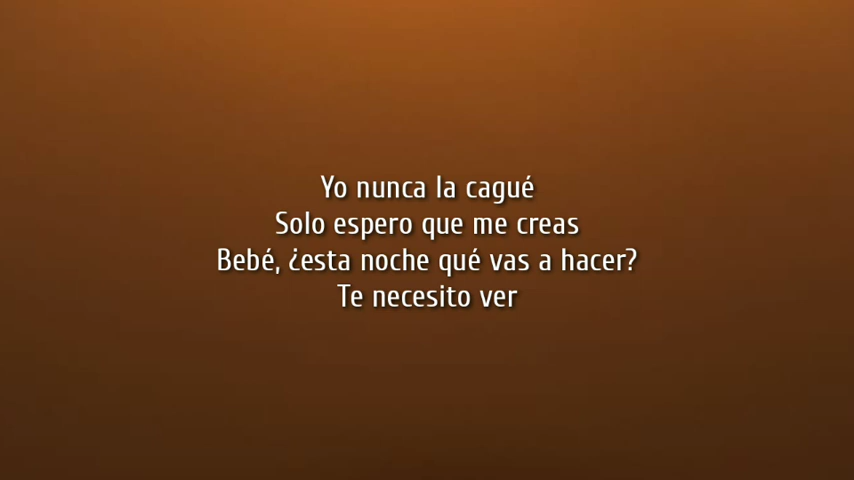 Yo nunca la cagué
Solo espero que me creas
Bebé, ¿esta noche qué vas a hacer?
Te necesito ver